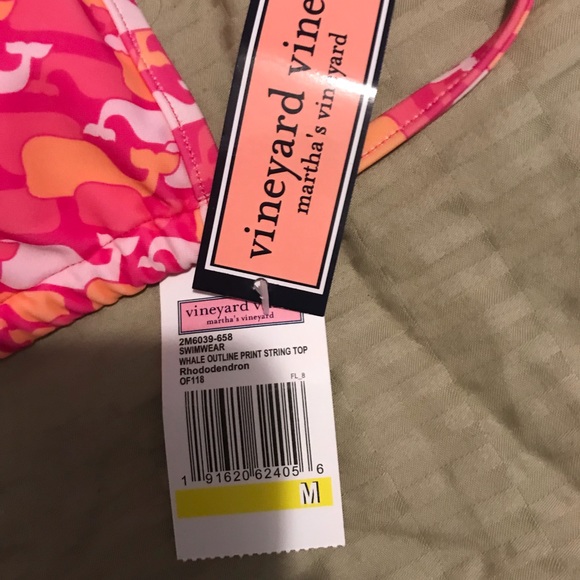 vineyard vine
martha's vineyard
vineyard v
martha's vineyard
2M6039-658
SWIMWEAR
WHALE OUTLINE PRINT STRING TOP
Rhododendron
OF118
FL_8
1 91620 62405 6
M